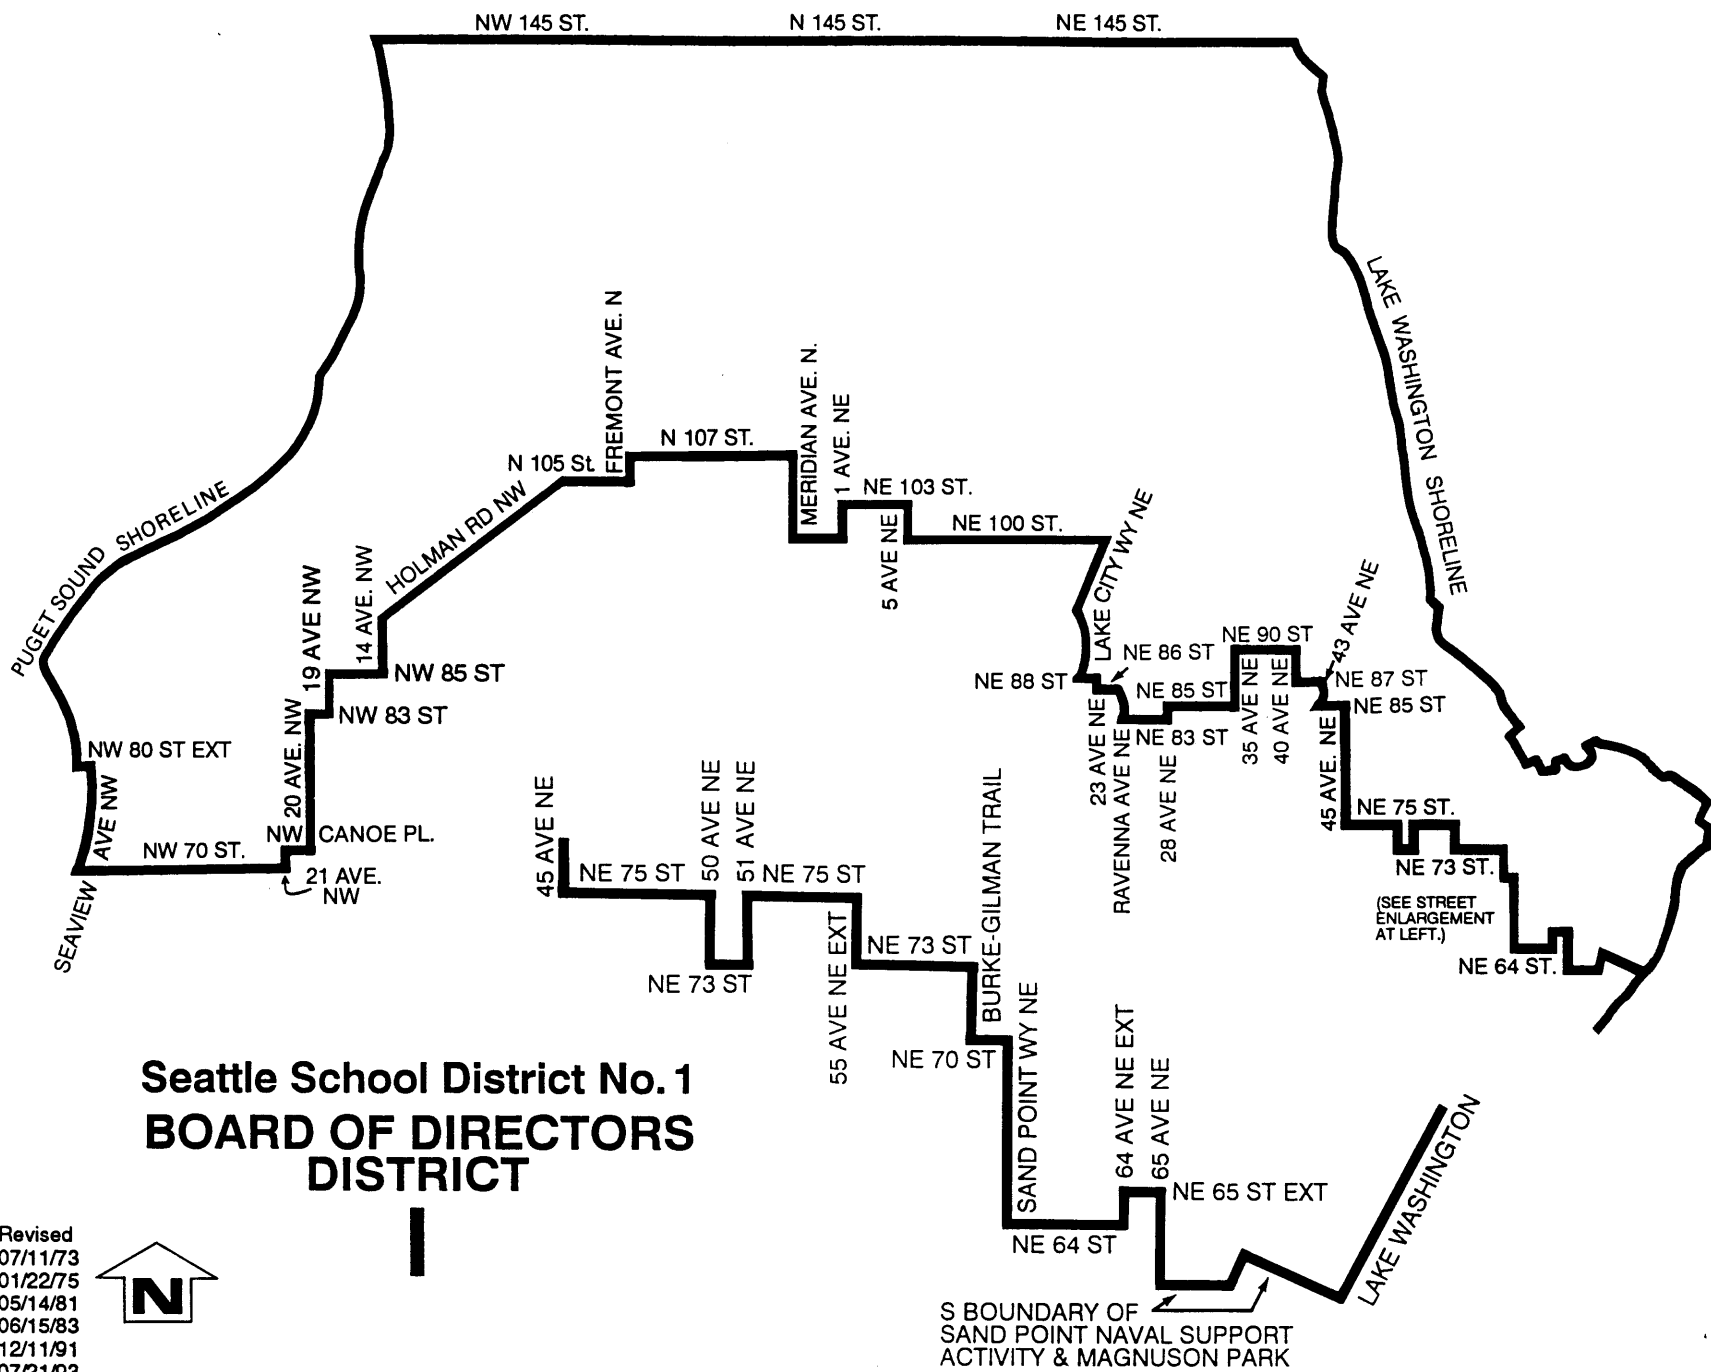 NW 145 ST.
N 145 ST.
NE 145 ST.
PUGET SOUND SHORELINE
LAKE WASHINGTON SHORELINE
FREMONT AVE. N
N 107 ST.
N 105 St.
MERIDIAN AVE. N.
1 AVE. NE
NE 103 ST.
5 AVE NE
NE 100 ST.
LAKE CITY WY NE
HOLMAN RD NW
14 AVE. NW
19 AVE NW
NW 85 ST
NW 83 ST
20 AVE. NW
NW 80 ST EXT
SEAVIEW AVE NW
NW 70 ST.
NW CANOE PL.
21 AVE.
NW
NE 88 ST
NE 86 ST
23 AVE NE
RAVENNA AVE NE
NE 85 ST
NE 83 ST
28 AVE NE
NE 90 ST
35 AVE NE
40 AVE NE
43 AVE NE
NE 87 ST
NE 85 ST
45 AVE. NE
NE 75 ST.
NE 73 ST.
(SEE STREET
ENLARGEMENT
AT LEFT.)
NE 64 ST.
45 AVE NE
NE 75 ST
50 AVE NE
51 AVE NE
NE 75 ST
NE 73 ST
55 AVE NE EXT
NE 73 ST
BURKE-GILMAN TRAIL
NE 70 ST
SAND POINT WY NE
64 AVE NE EXT
65 AVE NE
NE 65 ST EXT
NE 64 ST
LAKE WASHINGTON
S BOUNDARY OF
SAND POINT NAVAL SUPPORT
ACTIVITY & MAGNUSON PARK
Seattle School District No. 1
BOARD OF DIRECTORS
DISTRICT
I
Revised
07/11/73
01/22/75
05/14/81
06/15/83
12/11/91
07/21/93
N